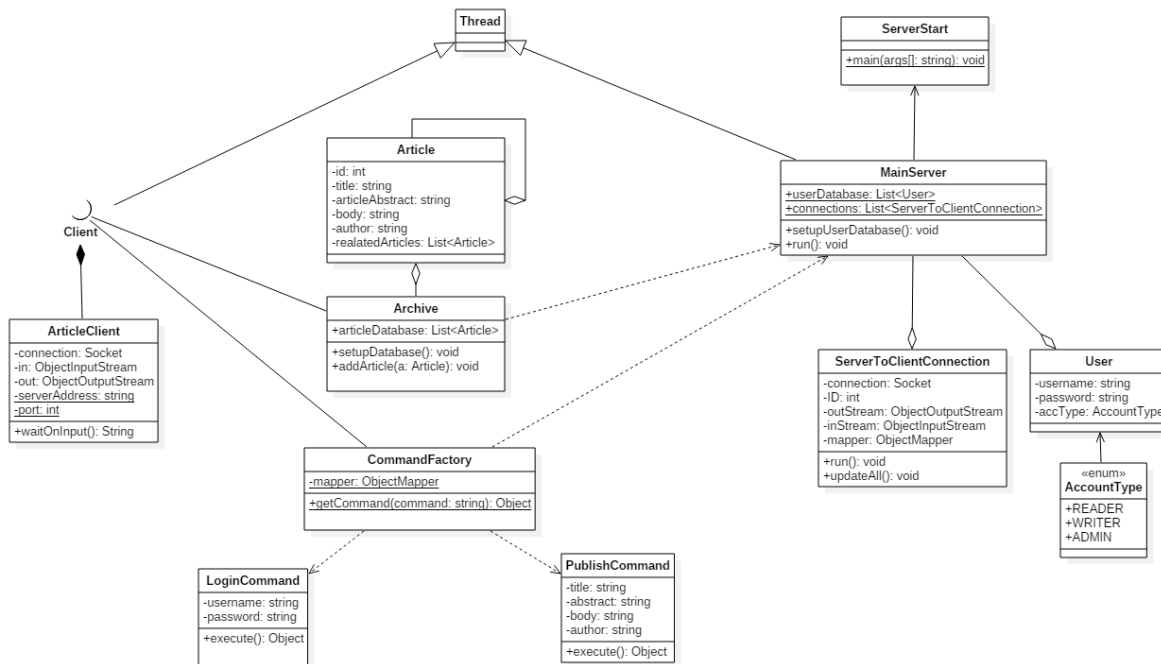 Thread
ServerStart
+main(args[]: string): void
Article
-id: int
-title: string
-articleAbstract: string
-body: string
-author: string
-realatedArticles: List<Article>
MainServer
+userDatabase: List<User>
+connections: List<ServerToClientConnection>
+setupUserDatabase(): void
+run(): void
Client
Archive
+articleDatabase: List<Article>
+setupDatabase(): void
+addArticle(a: Article): void
ArticleClient
-connection: Socket
-in: ObjectInputStream
-out: ObjectOutputStream
-serverAddress: string
-port: int
+waitOnInput(): String
ServerToClientConnection
-connection: Socket
-ID: int
-outStream: ObjectOutputStream
-inStream: ObjectInputStream
-mapper: ObjectMapper
+run(): void
+updateAll(): void
User
-username: string
-password: string
-accType: AccountType
CommandFactory
-mapper: ObjectMapper
+getCommand(command: string): Object
«enum»
AccountType
+READER
+WRITER
+ADMIN
LoginCommand
-username: string
-password: string
+execute(): Object
PublishCommand
-title: string
-abstract: string
-body: string
-author: string
+execute(): Object